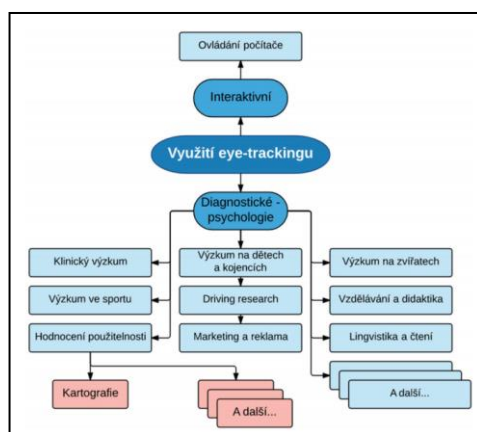 Ovládání počítače
Interaktivní
Využití eye-trackingu
Diagnostické -
psychologie
Klinický výzkum
Výzkum na dětech
a kojencích
Výzkum na zvířatech
Výzkum ve sportu
Driving research
Vzdělávání a didaktika
Hodnocení použitelnosti
Marketing a reklama
Lingvistika a čtení
Kartografie
A další...
A další...